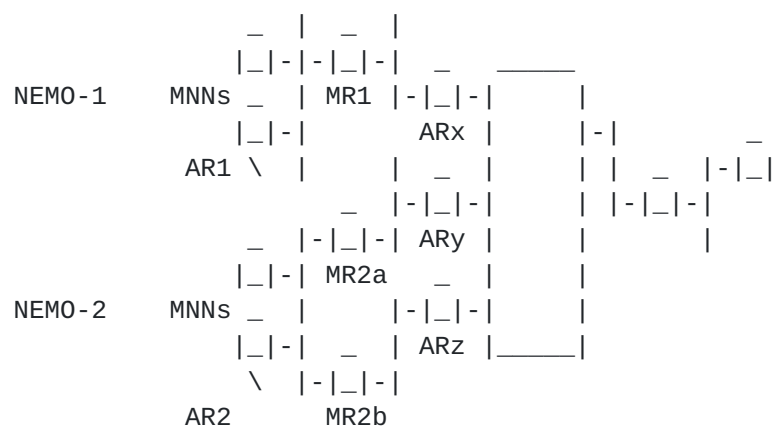 NEMO-1 MNNs MR1
ARx
AR1
ARy
MR2a
NEMO-2 MNNs
ARz
AR2 MR2b